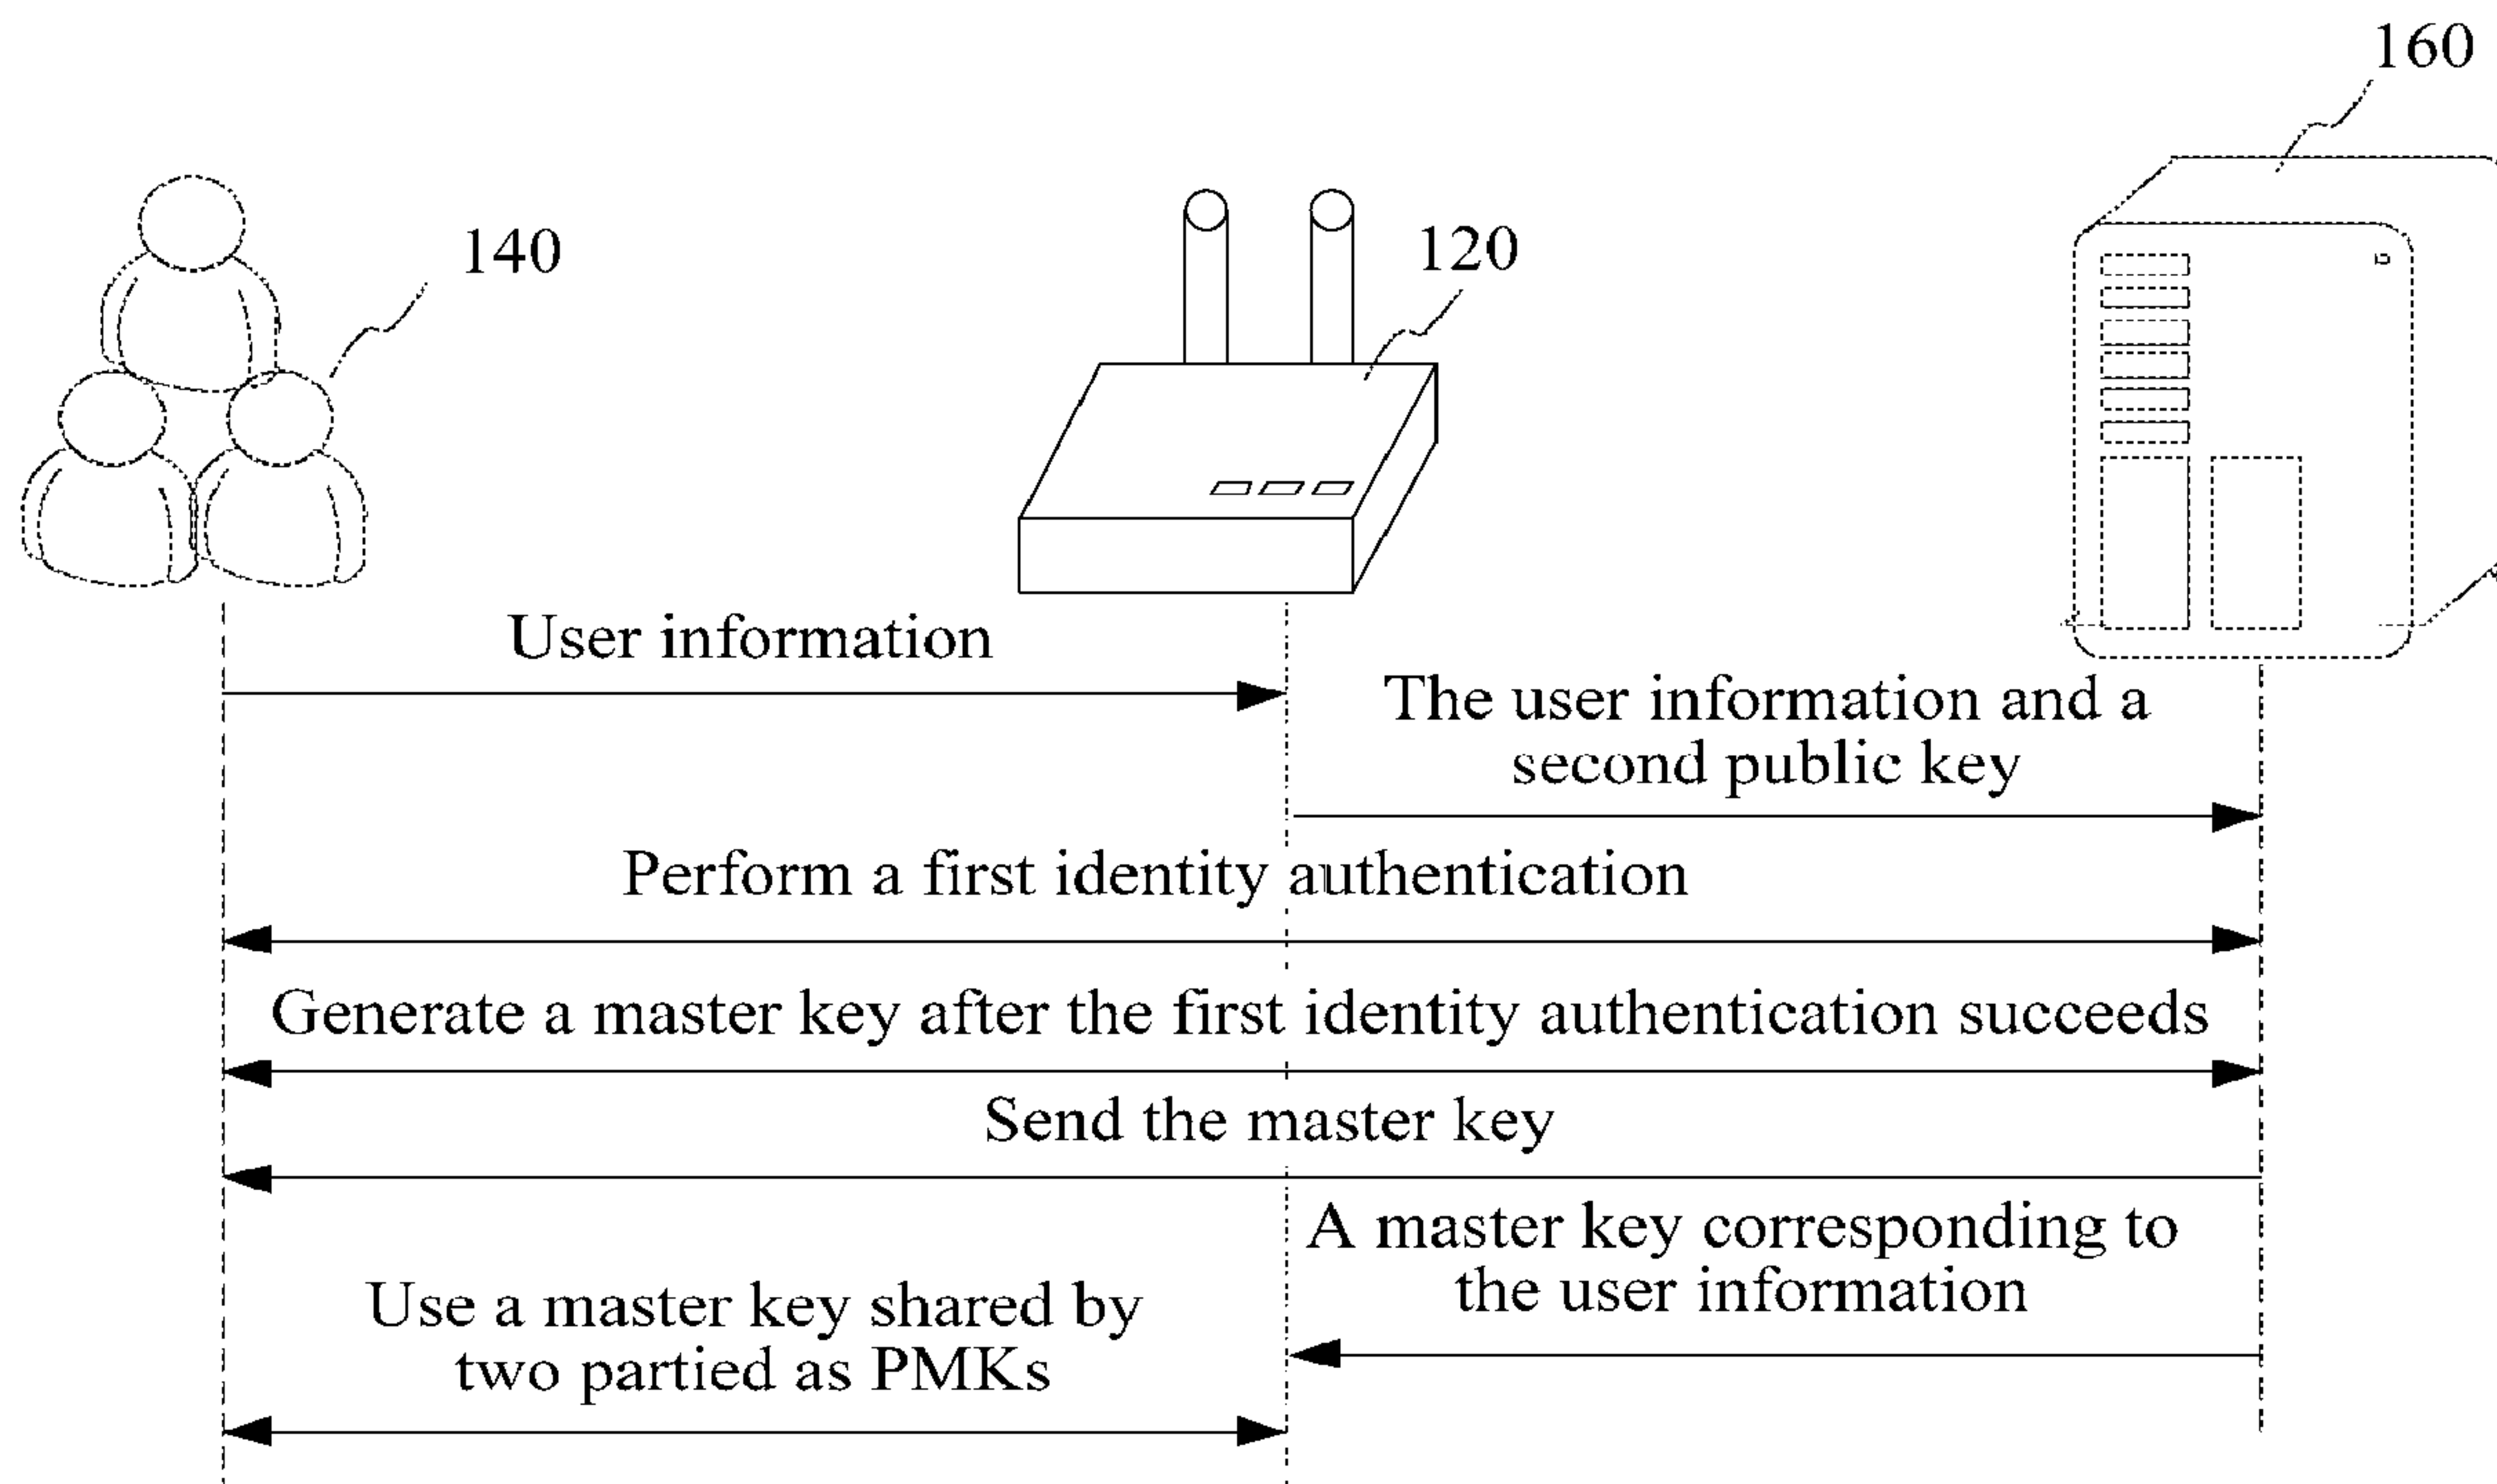 160
140
120
User information
The user information and a
second public key
Perform a first identity authentication
Generate a master key after the first identity authentication succeeds
Send the master key
A master key corresponding to
the user information
Use a master key shared by
two partied as PMKs